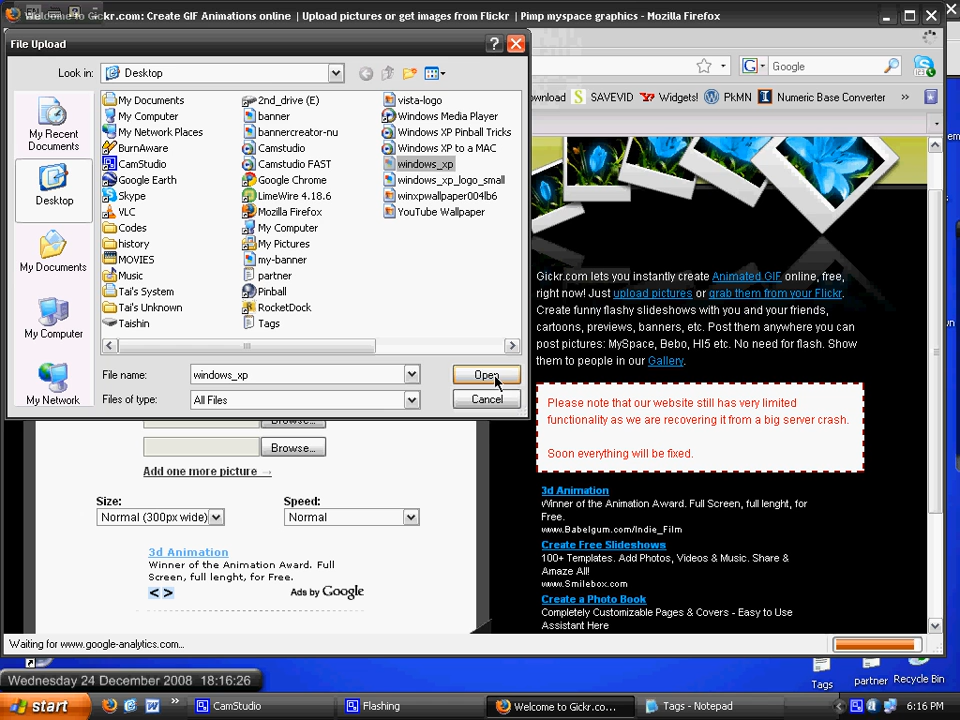 Welcome to Gickr.com: Create GIF Animations online | Upload pictures or get images from Flickr | Pimp myspace graphics - Mozilla Firefox
File Upload
Look in:
Desktop
Google
My Recent
Documents
Desktop
My Documents
My Computer
My Network
My Documents
My Computer
My Network Places
BurnAware
CamStudio
Google Earth
Skype
VLC
Codes
history
MOVIES
Music
Tai's System
Tai's Unknown
Taishin
2nd_drive (E)
banner
bannercreator-nu
Camstudio
Camstudio FAST
Google Chrome
LimeWire 4.18.6
Mozilla Firefox
My Computer
My Pictures
my-banner
partner
Pinball
RocketDock
Tags
vista-logo
Windows Media Player
Windows XP Pinball Tricks
Windows XP to a MAC
windows_xp
windows_xp_logo_small
winxpwallpaper004lb6
YouTube Wallpaper
File name:
windows_xp
Open
Files of type:
All Files
Cancel
ownload
SAVEVID
Widgets!
PkMN
Numeric Base Converter
»
Gickr.com lets you instantly create Animated GIF online, free,
right now! Just upload pictures or grab them from your Flickr.
Create funny flashy slideshows with you and your friends,
cartoons, previews, banners, etc. Post them anywhere you can
post pictures: MySpace, Bebo, HI5 etc. No need for flash. Show
them to people in our Gallery.
Please note that our website still has very limited
functionality as we are recovering it from a big server crash.
Soon everything will be fixed.
Browse...
Browse...
Add one more picture →
Size:
Speed:
Normal (300px wide)
Normal
3d Animation
Winner of the Animation Award. Full
Screen, full lenght, for Free.
< >
Ads by Google
3d Animation
Winner of the Animation Award. Full Screen, full lenght, for
Free.
www.Babelgum.com/Indie_Film
Create Free Slideshows
100+ Templates. Add Photos, Videos & Music. Share &
Amaze All!
www.Smilebox.com
Create a Photo Book
Completely Customizable Pages & Covers - Easy to Use
Assistant Here
Waiting for www.google-analytics.com...
Wednesday 24 December 2008 18:16:26
Tags
partner
Recycle Bin
start
»
CamStudio
Flashing
Welcome to Gickr.co...
Tags - Notepad
6:16 PM